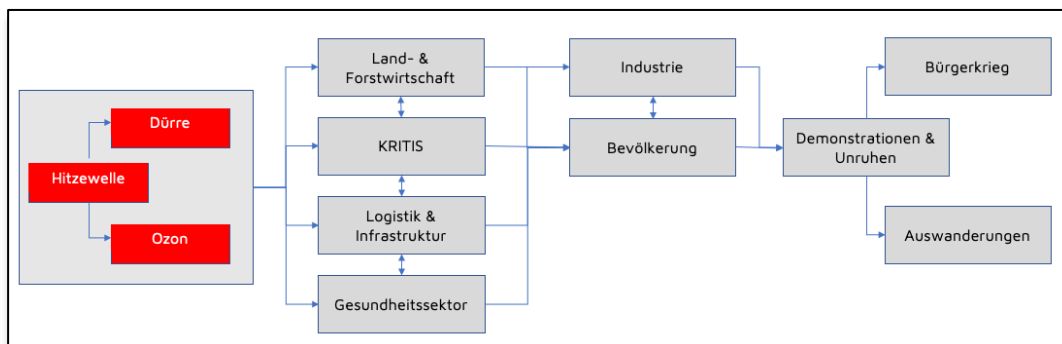 Dürre
Hitzewelle
Ozon
Land- &
Forstwirtschaft
KRITIS
Logistik &
Infrastruktur
Gesundheitssektor
Industrie
Bevölkerung
Demonstrationen &
Unruhen
Bürgerkrieg
Auswanderungen